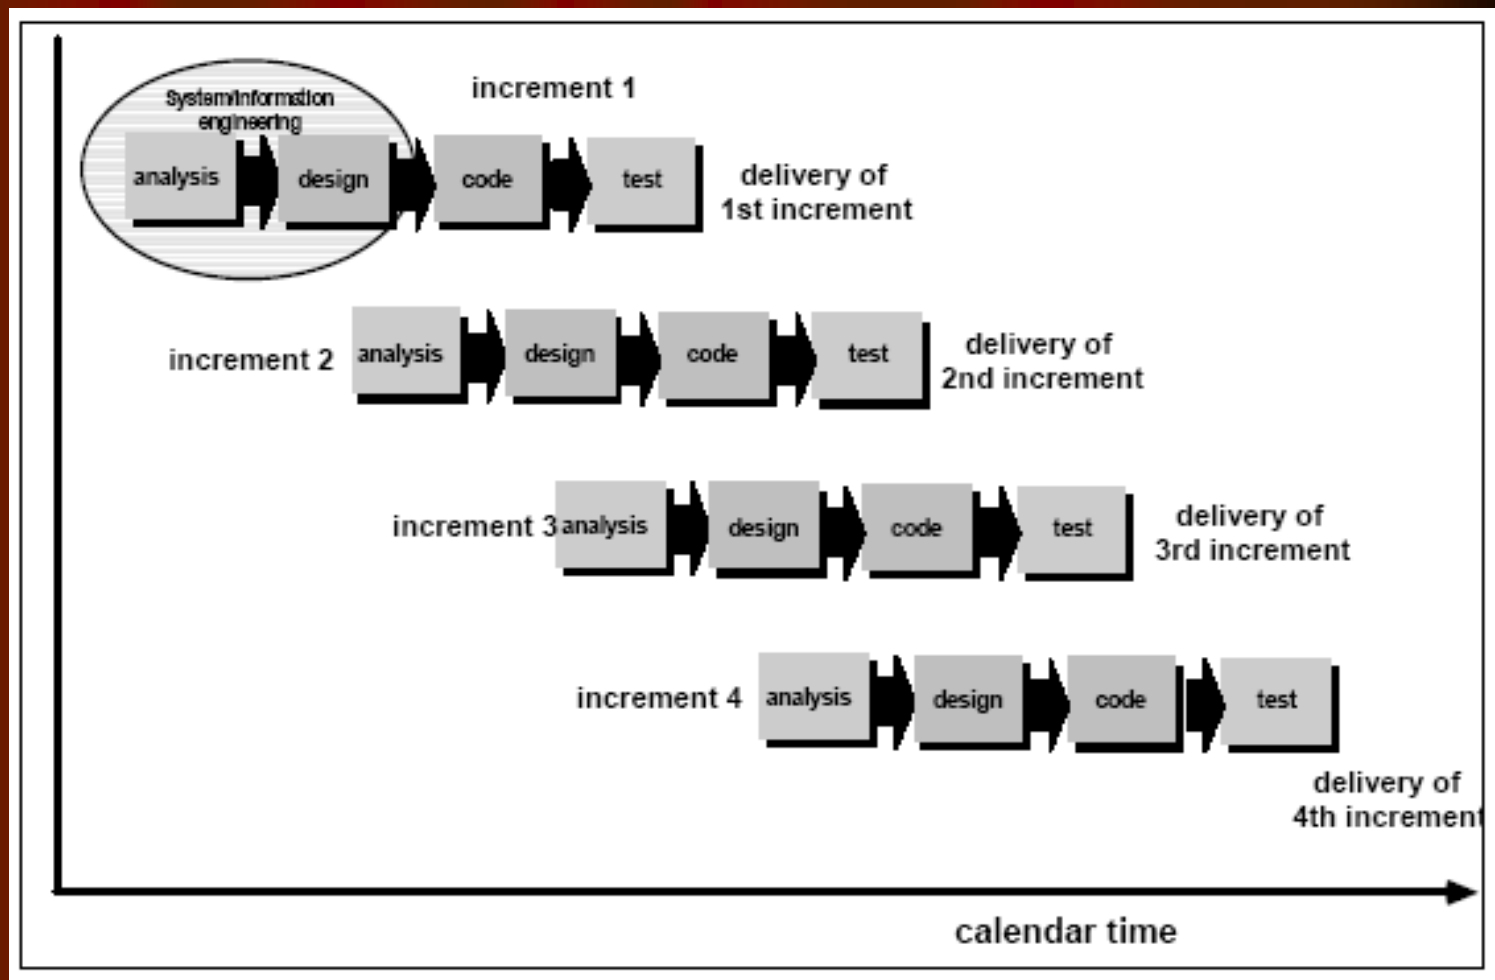 increment 1
System/information
engineering
analysis design code test
delivery of
1st increment
increment 2 analysis design code test
delivery of
2nd increment
increment 3 analysis design code test
delivery of
3rd increment
increment 4 analysis design code test
delivery of
4th increment
calendar time